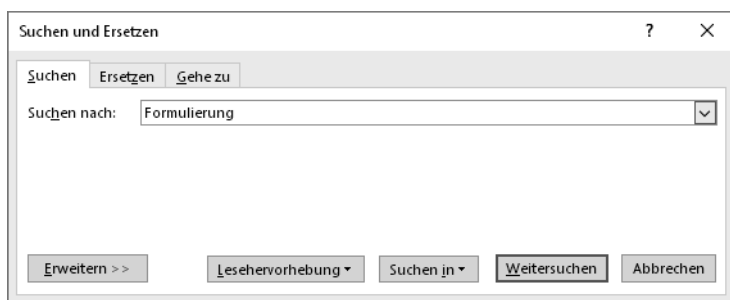 Suchen und Ersetzen ? ×
Suchen Ersetzen Gehe zu
Suchen nach: Formulierung
Erweitern >> Lesehervorhebung Suchen in Weitersuchen Abbrechen